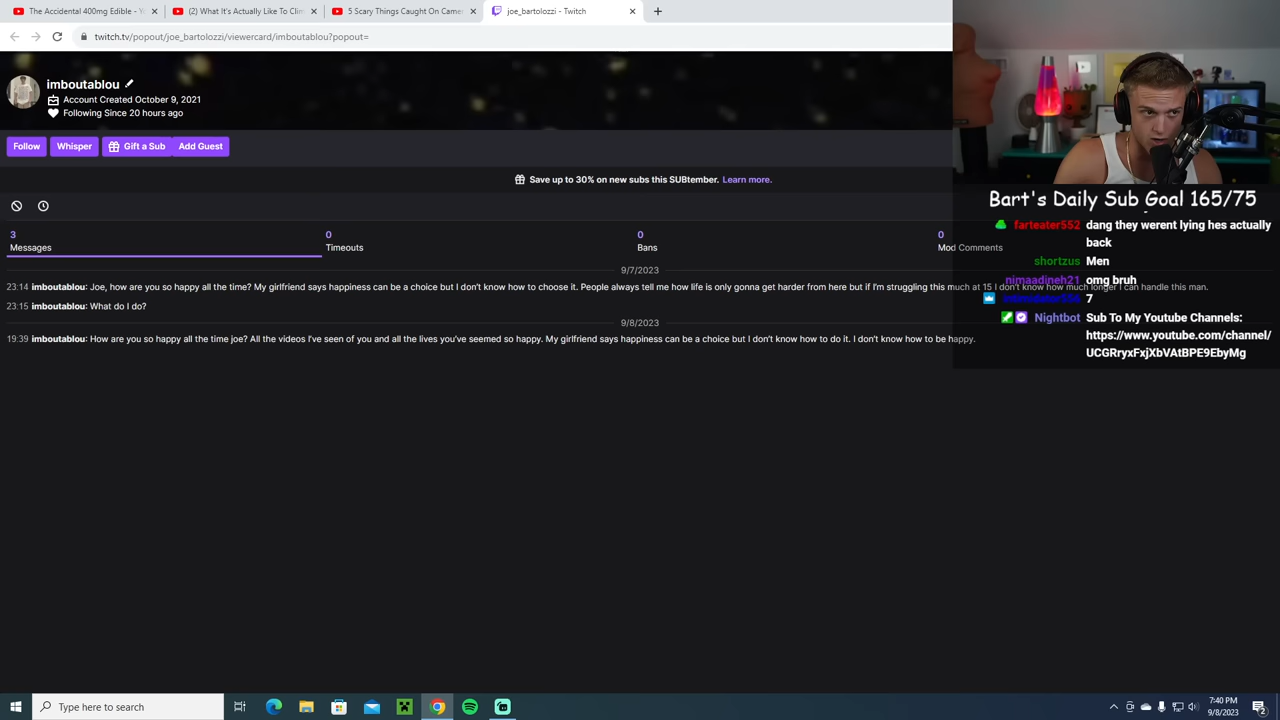 The Accidental 400mg Edible - Y
(2) What It's Actually Like To Clim
5 Scary Things Caught On Camer
joe_bartolozzi - Twitch
twitch.tv/popout/joe_bartolozzi/viewercard/imboutablou?popout=
imboutablou
Account Created October 9, 2021
Following Since 20 hours ago
Follow
Whisper
Gift a Sub
Add Guest
Save up to 30% on new subs this SUBtember. Learn more.
3
Messages
0
Timeouts
0
Bans
0
Mod Comments
9/7/2023
23:14 imboutablou: Joe, how are you so happy all the time? My girlfriend says happiness can be a choice but I don't know how to choose it. People always tell me how life is only gonna get harder from here but if I'm struggling this much at 15 I don't know how much longer I can handle this man.
23:15 imboutablou: What do I do?
9/8/2023
19:39 imboutablou: How are you so happy all the time joe? All the videos I've seen of you and all the lives you've seemed so happy. My girlfriend says happiness can be a choice but I don't know how to do it. I don't know how to be happy.
Bart's Daily Sub Goal 165/75
farteater552 dang they werent lying hes actually
back
shortzus Men
nimaadineh21 omg bruh
7
Nightbot Sub To My Youtube Channels:
https://www.youtube.com/channel/
UCGRryxFxjXbVAtBPE9EbyMg
Type here to search
7:40 PM
9/8/2023
2